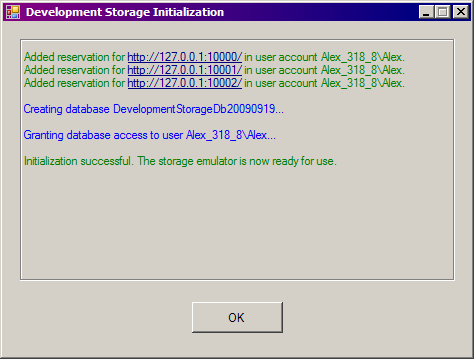 Development Storage Initialization
Added reservation for http://127.0.0.1:10000/ in user account Alex_318_8\Alex.
Added reservation for http://127.0.0.1:10001/ in user account Alex_318_8\Alex.
Added reservation for http://127.0.0.1:10002/ in user account Alex_318_8\Alex.
Creating database DevelopmentStorageDb20090919...
Granting database access to user Alex_318_8\Alex...
Initialization successful. The storage emulator is now ready for use.
OK